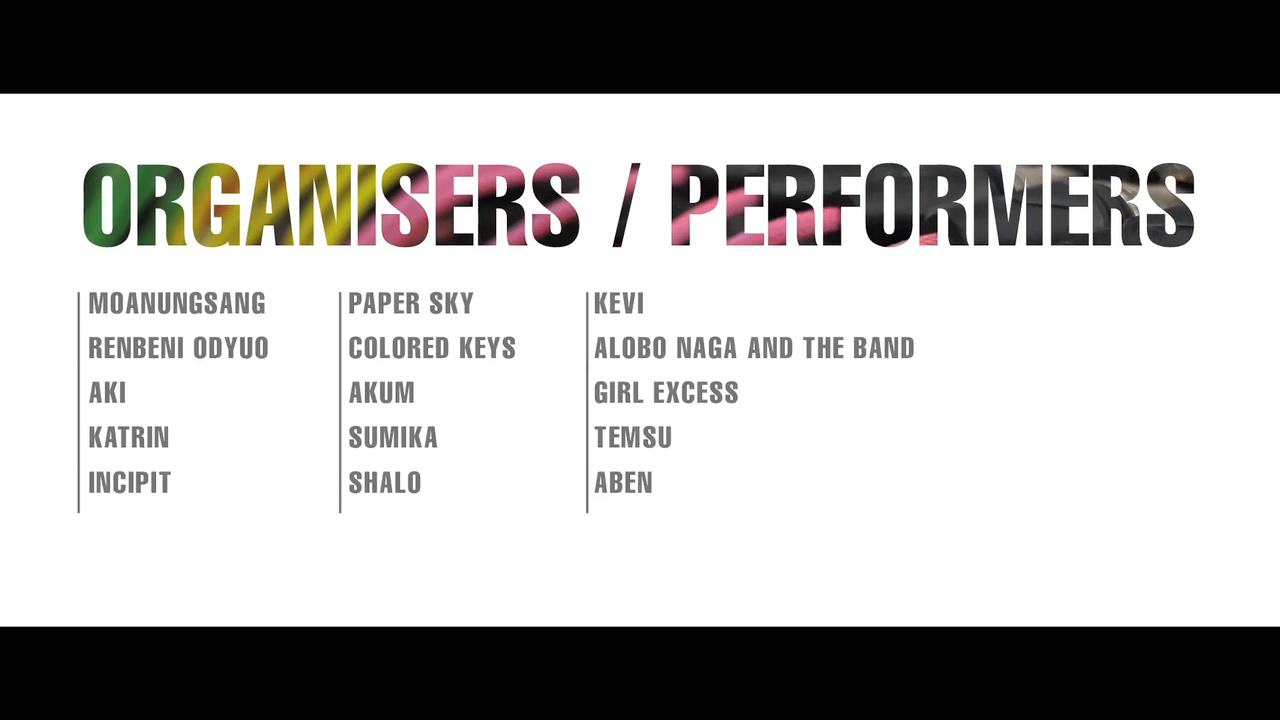 ORGANISERS / PERFORMERS
MOANUNGSANG
RENBENI ODYUO
AKI
KATRIN
INCIPIT
PAPER SKY
COLORED KEYS
AKUM
SUMIKA
SHALO
KEVI
ALOBO NAGA AND THE BAND
GIRL EXCESS
TEMSU
ABEN